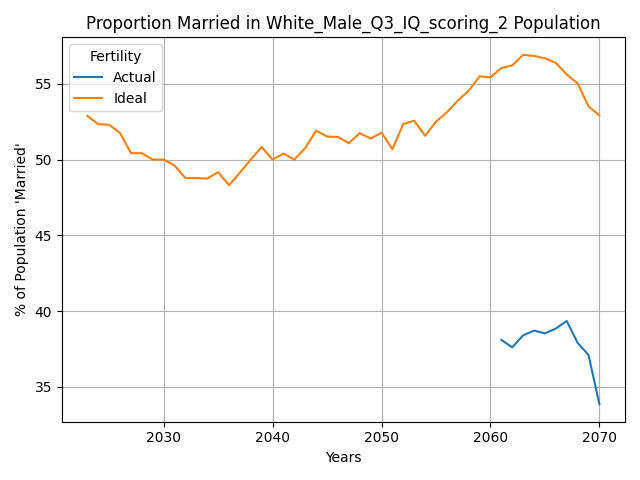 Proportion Married in White_Male_Q3_IQ_scoring_2 Population
Fertility
Actual
Ideal
% of Population 'Married'
55
50
45
40
35
2030 2040 2050 2060 2070
Years